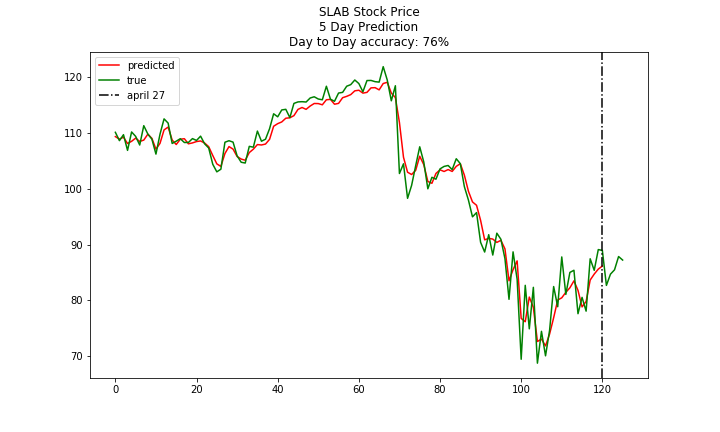 SLAB Stock Price
5 Day Prediction
Day to Day accuracy: 76%
predicted
true
april 27
120
110
100
90
80
70
0
20
40
60
80
100
120